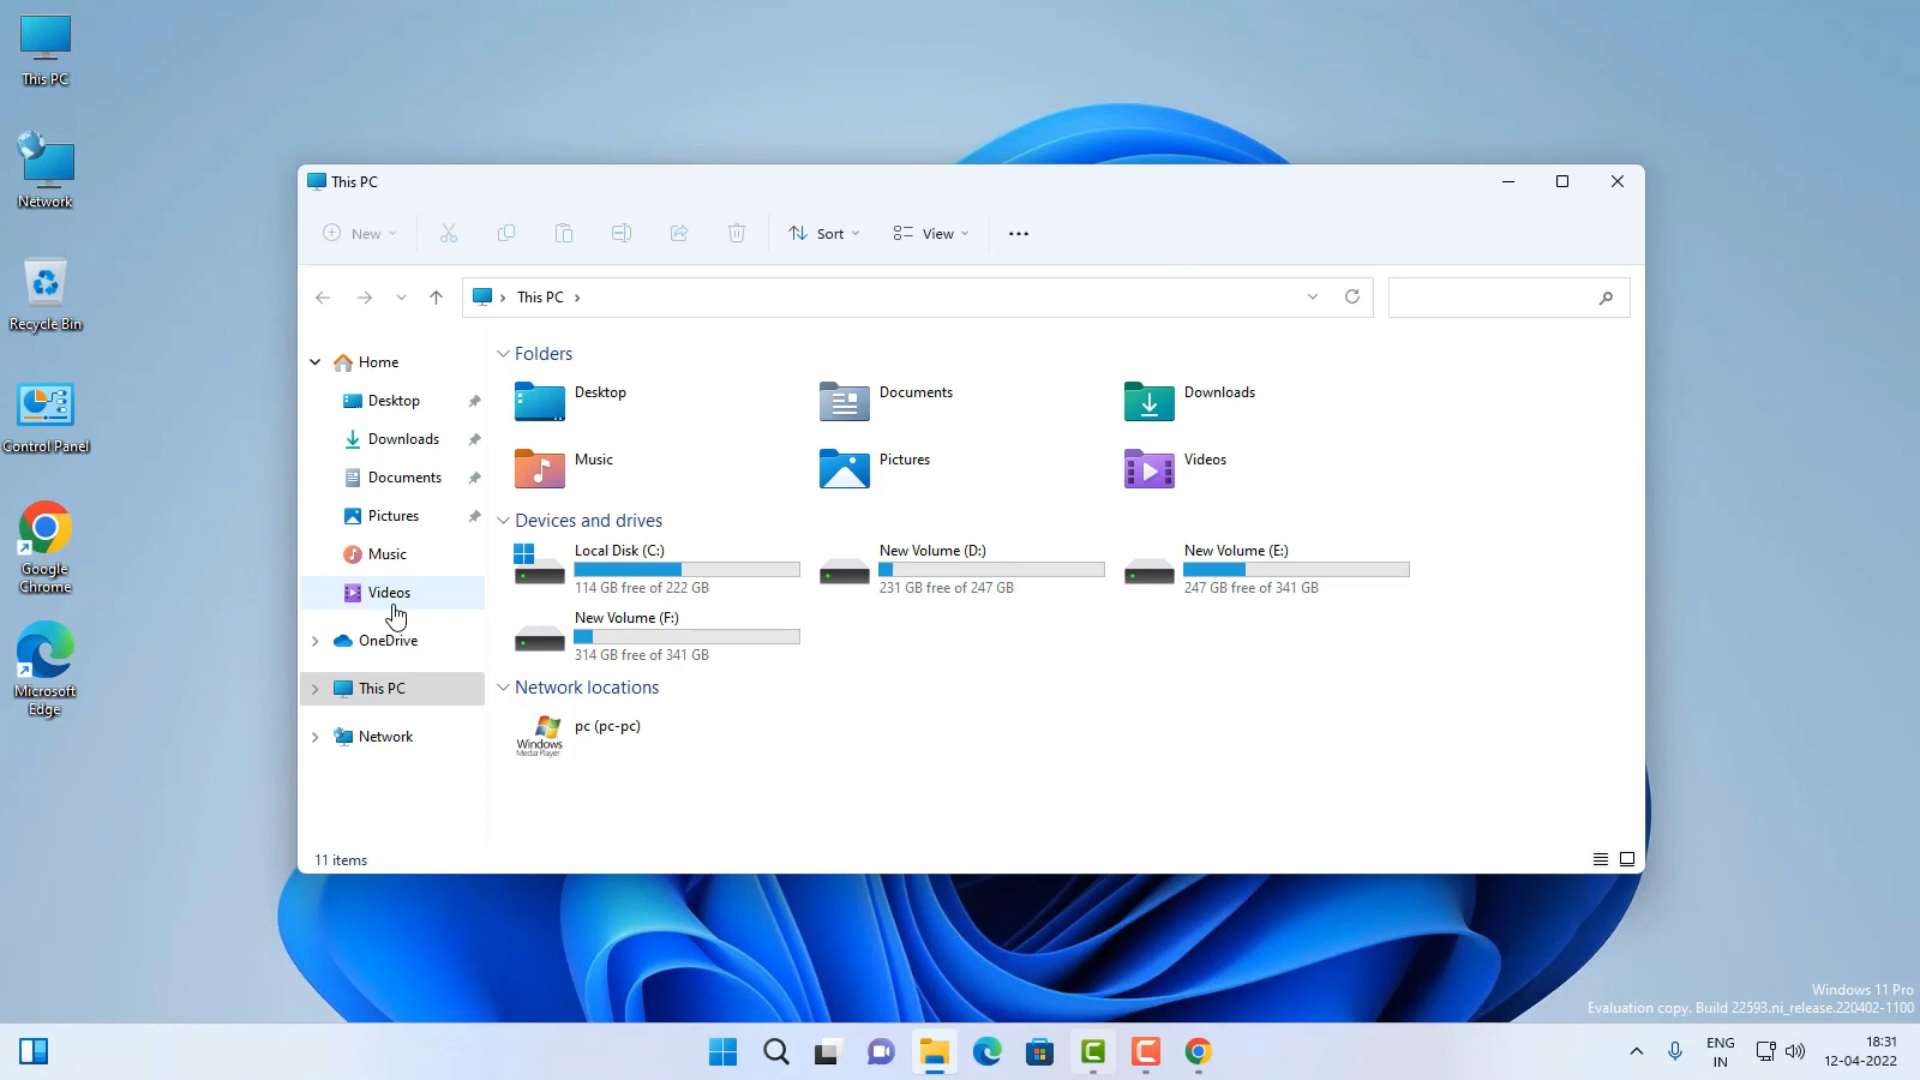 This PC
Network
Recycle Bin
Control Panel
Google
Chrome
Microsoft
Edge
This PC
New
Sort
View
This PC
Home
Desktop
Downloads
Documents
Pictures
Music
Videos
OneDrive
This PC
Network
Folders
Desktop
Documents
Downloads
Music
Pictures
Videos
Devices and drives
Local Disk (C:)
114 GB free of 222 GB
New Volume (D:)
231 GB free of 247 GB
New Volume (E:)
247 GB free of 341 GB
New Volume (F:)
314 GB free of 341 GB
Network locations
Windows
MediaPlayer
pc (pc-pc)
11 items
Windows 11 Pro
Evaluation copy. Build 22593.ni_release.220402-1100
ENG
IN
18:31
12-04-2022